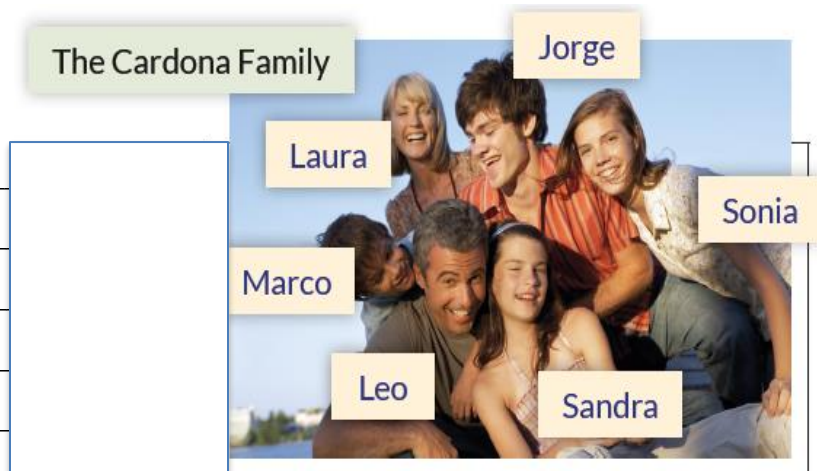 The Cardona Family
Jorge
Laura
Sonia
Marco
Leo
Sandra